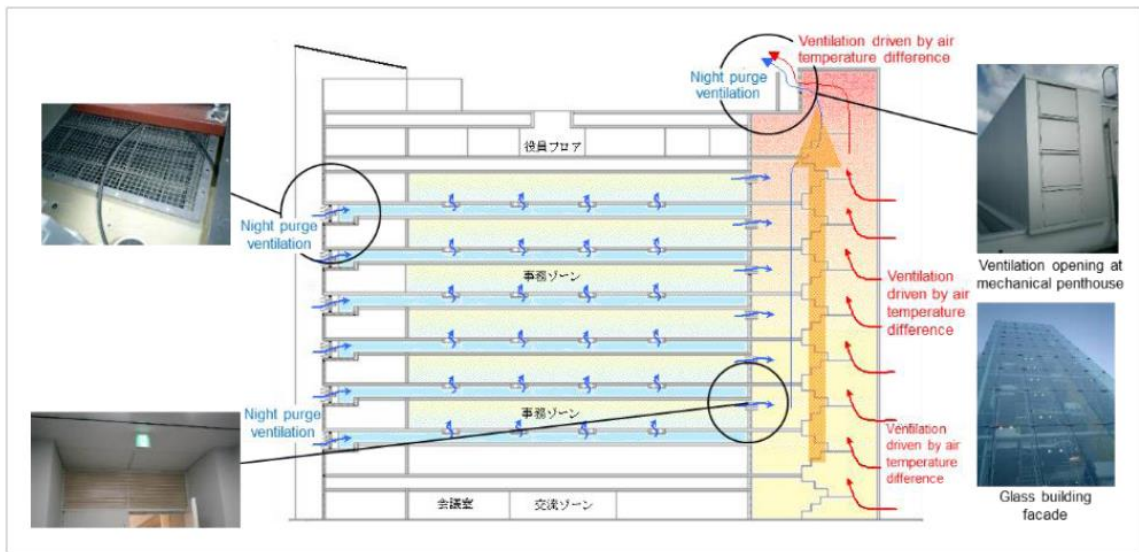 Ventilation driven by air
temperature difference
Night purge
ventilation
役員フロア
Night purge
ventilation
事務ゾーン
Ventilation opening at
mechanical penthouse
Ventilation
driven by air
temperature
difference
Night purge
ventilation
事務ゾーン
Ventilation
driven by air
temperature
difference
会議室
交流ゾーン
Glass building
facade